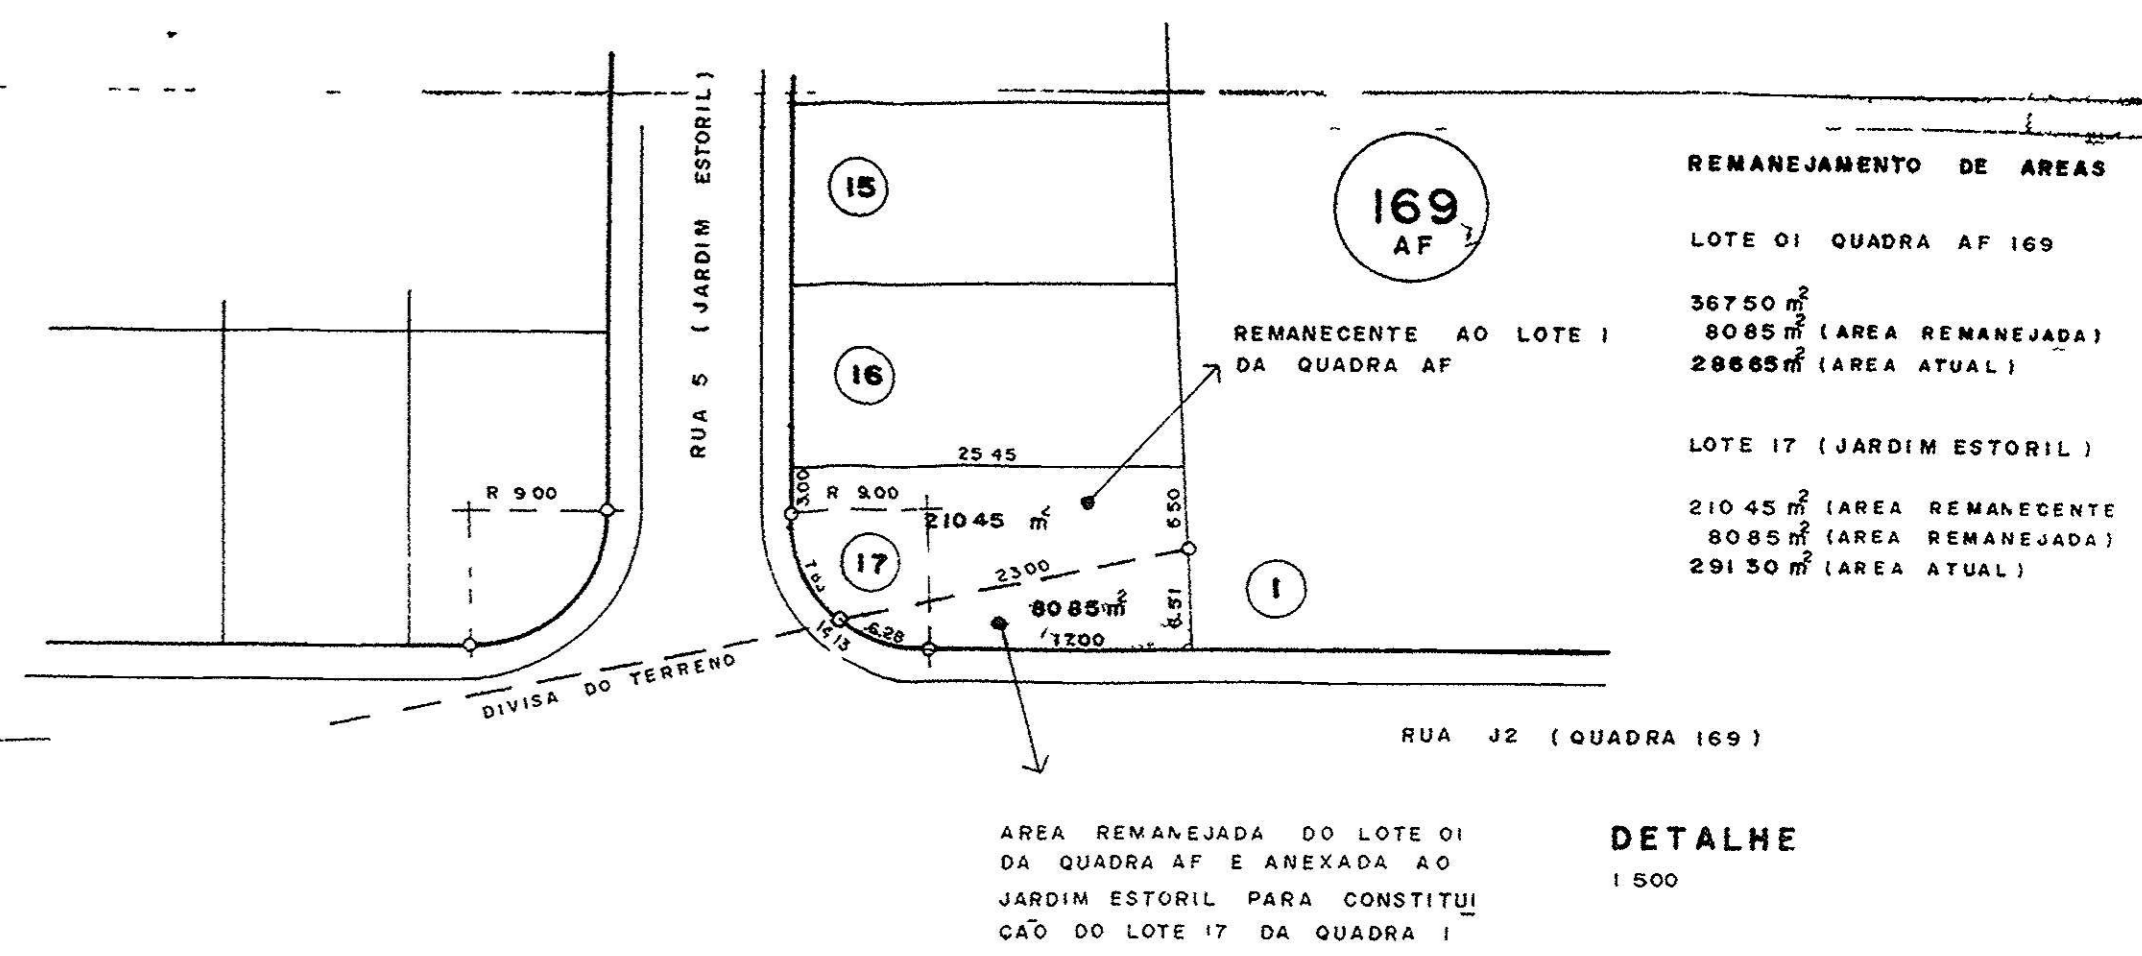 RUA 5 (JARDIM ESTORIL)
15
169
AF
REMANEJAMENTO DE AREAS
LOTE 01 QUADRA AF 169
36750 m²
8085 m² (AREA REMANEJADA)
28665 m² (AREA ATUAL)
REMANECENTE AO LOTE 1
DA QUADRA AF
16
LOTE 17 (JARDIM ESTORIL)
210 45 m² (AREA REMANECENTE
8085 m² (AREA REMANEJADA)
291 30 m² (AREA ATUAL)
25 45
R 900
3.00
R 9.00
210 45 m²
6 50
17
23 00
1
80 85 m²
6.28
14 13
17.00
6.51
DIVISA DO TERRENO
RUA J2 (QUADRA 169)
AREA REMANEJADA DO LOTE 01
DA QUADRA AF E ANEXADA AO
JARDIM ESTORIL PARA CONSTITUI
ÇÃO DO LOTE 17 DA QUADRA 1
DETALHE
1 500